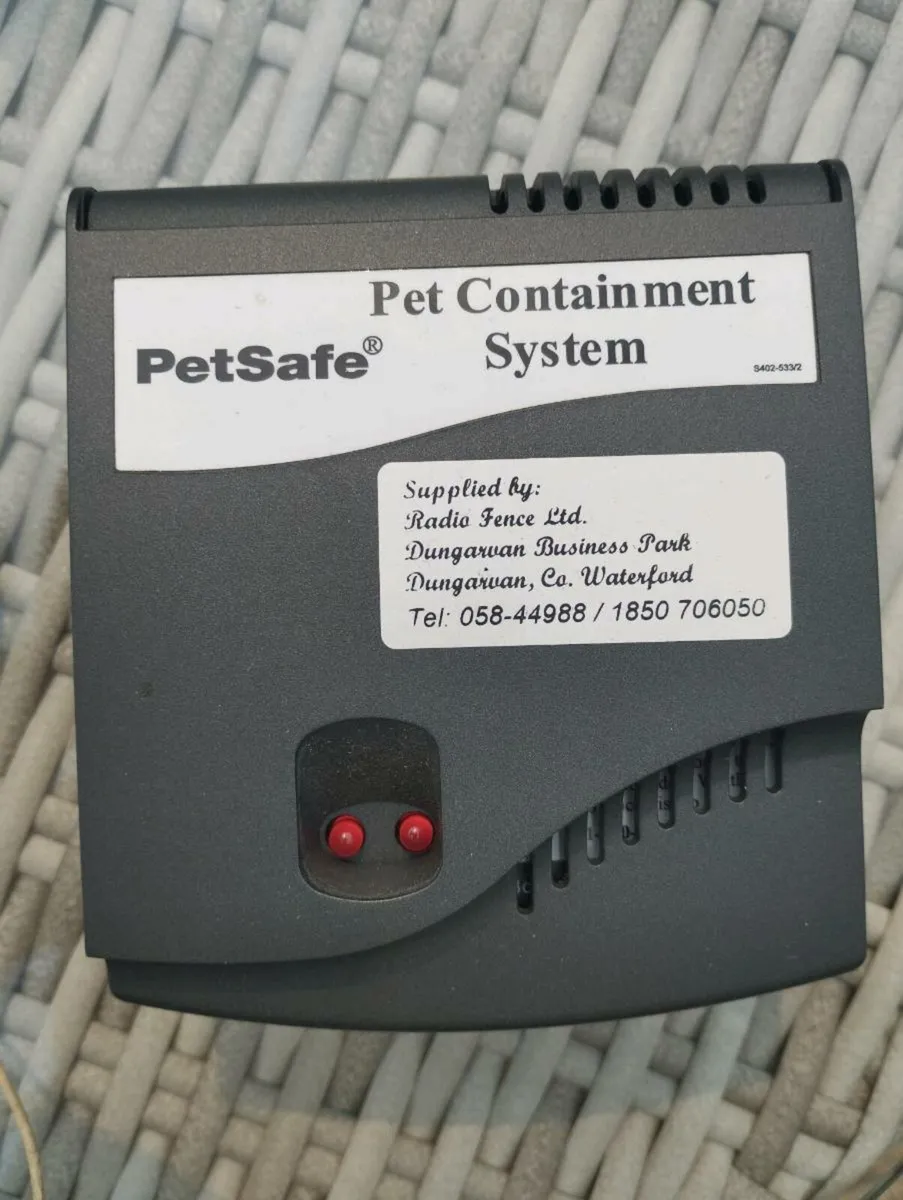 Pet Containment
PetSafe® System
S402-533/2
Supplied by:
Radio Fence Ltd.
Dungarvan Business Park
Dungarvan, Co. Waterford
Tel: 058-44988 / 1850 706050